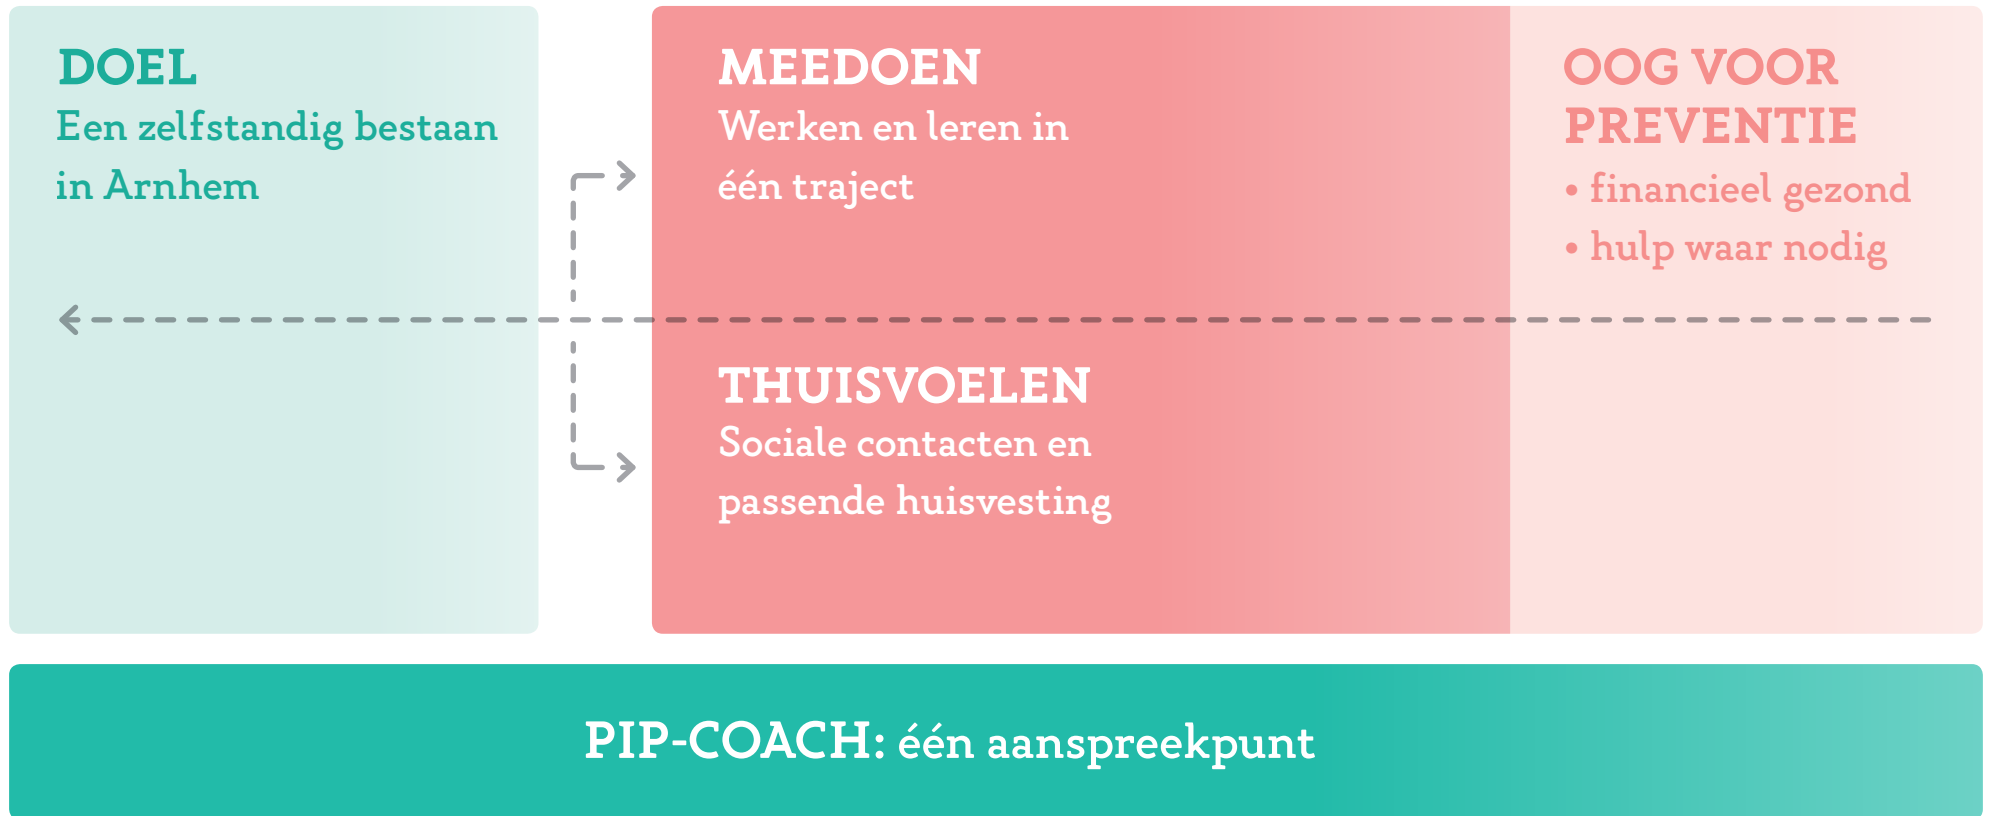 DOEL
Een zelfstandig bestaan
in Arnhem
MEEDOEN
Werken en leren in
één traject
THUISVOELEN
Sociale contacten en
passende huisvesting
OOG VOOR
PREVENTIE
• financieel gezond
• hulp waar nodig
PIP-COACH: één aanspreekpunt